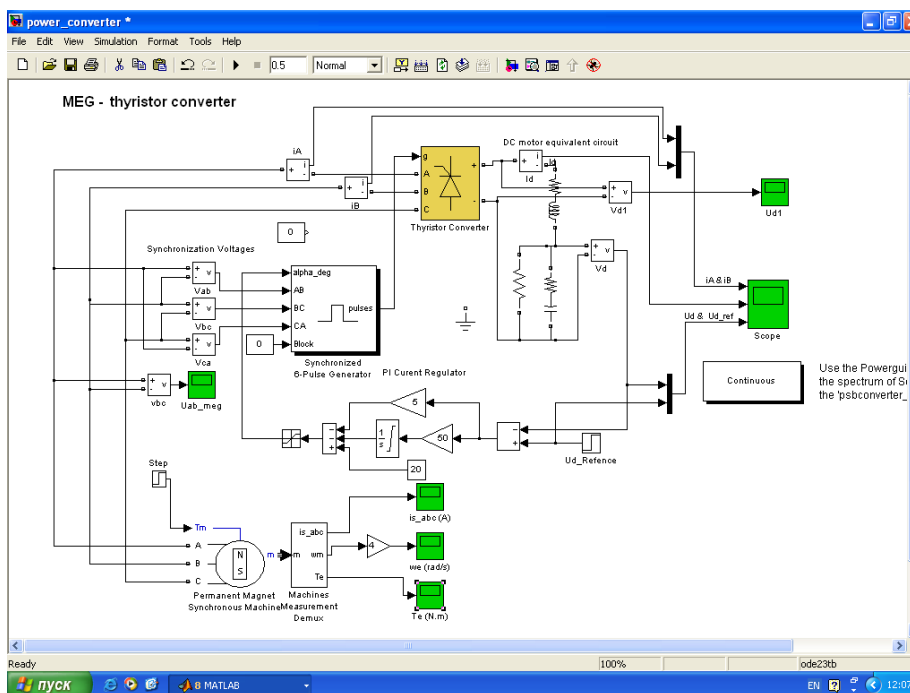 power_converter *
File Edit View Simulation Format Tools Help
0.5 Normal
MEG - thyristor converter
iA
DC motor equivalent circuit
+ i -
g
A
B
C
+
-
+ i -
Id
+ v -
Vd1
Ud1
+ i -
iB
Thyristor Converter
0
Synchronization Voltages
+ v -
Vab
+ v -
Vbc
+ v -
Vca
alpha_deg
AB
BC
CA
Block
pulses
0
Synchronized
6-Pulse Generator
+ v -
Vd
iA & iB
Ud & Ud_ref
Scope
PI Curent Regulator
Continuous
Use the Powergui
the spectrum of S
the 'psbconverter_
+ v -
vbc
Uab_meg
5
50
1
s
20
Ud_Refence
Step
is_abc (A)
Tm
A
B
C
N
S
m
m
is_abc
wm
Te
4
we (rad/s)
Permanent Magnet
Synchronous Machine
Machines
Measurement
Demux
Te (N.m)
Ready 100% ode23tb
пуск 8 MATLAB EN 12:07